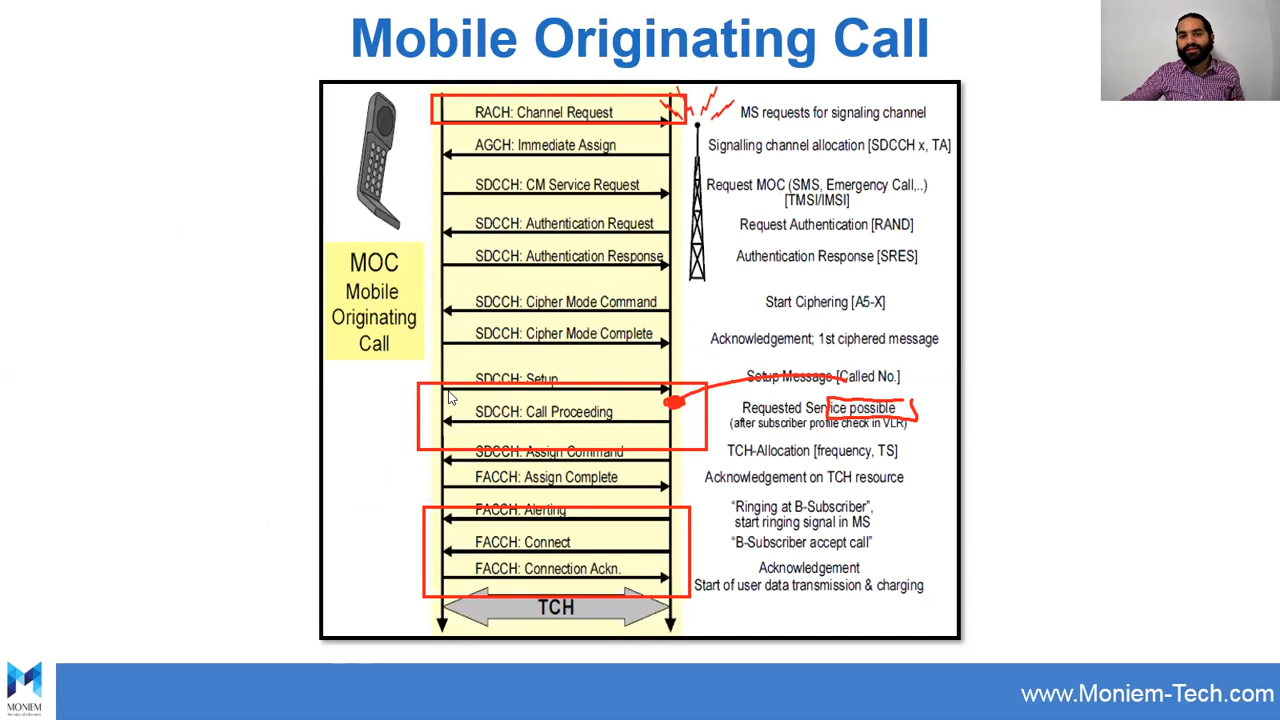 Mobile Originating Call
RACH: Channel Request
MS requests for signaling channel
AGCH: Immediate Assign
Signalling channel allocation [SDCCH x, TA]
SDCCH: CM Service Request
Request MOC (SMS, Emergency Call,..)
[TMSI/IMSI]
SDCCH: Authentication Request
Request Authentication [RAND]
SDCCH: Authentication Response
Authentication Response [SRES]
MOC
Mobile
Originating
Call
SDCCH: Cipher Mode Command
Start Ciphering [A5-X]
SDCCH: Cipher Mode Complete
Acknowledgement; 1st ciphered message
SDCCH: Setup
Setup Message [Called No.]
SDCCH: Call Proceeding
Requested Service possible
(after subscriber profile check in VLR)
SDCCH: Assign Command
TCH-Allocation [frequency, TS]
FACCH: Assign Complete
Acknowledgement on TCH resource
FACCH: Alerting
“Ringing at B-Subscriber”,
start ringing signal in MS
FACCH: Connect
“B-Subscriber accept call”
FACCH: Connection Ackn.
Acknowledgement
Start of user data transmission & charging
TCH
MONIEM
www.Moniem-Tech.com